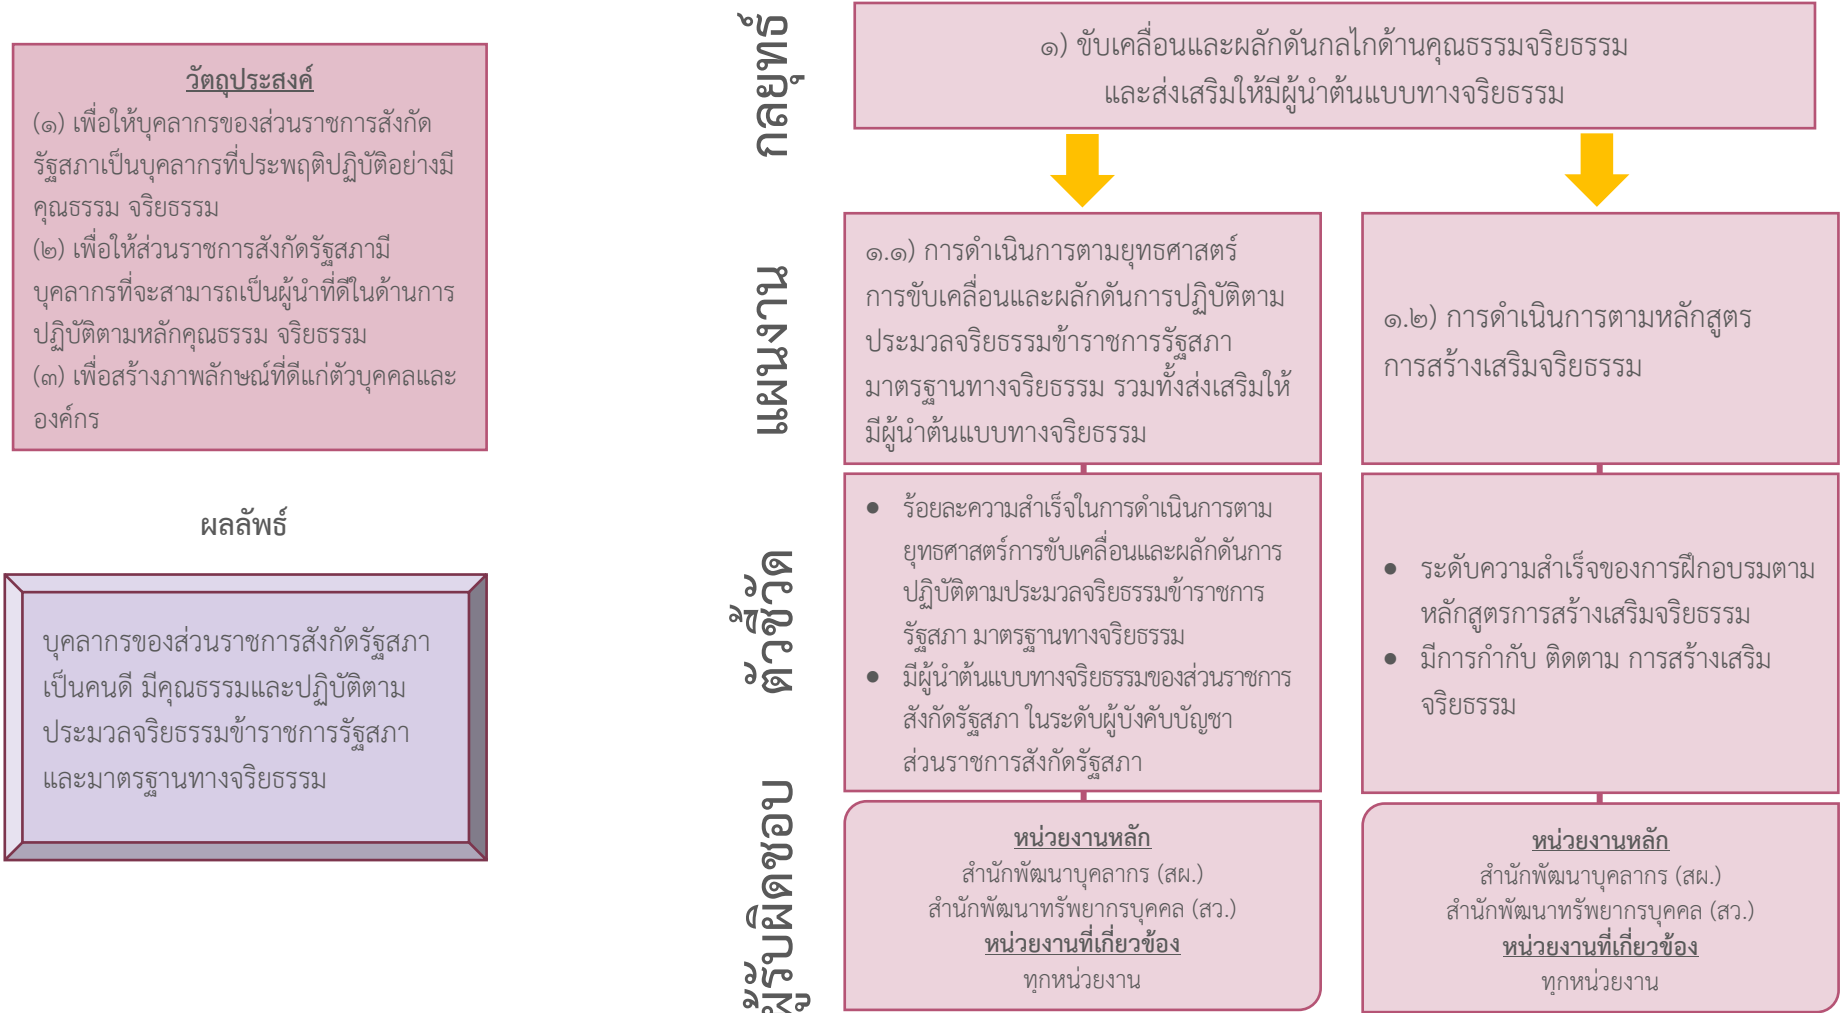 วัตถุประสงค์
(๑) เพื่อให้บุคลากรของส่วนราชการสังกัด
รัฐสภาเป็นบุคลากรที่ประพฤติปฏิบัติอย่างมี
คุณธรรม จริยธรรม
(๒) เพื่อให้ส่วนราชการสังกัดรัฐสภามี
บุคลากรที่จะสามารถเป็นผู้นำที่ดีในด้านการ
ปฏิบัติตามหลักคุณธรรม จริยธรรม
(๓) เพื่อสร้างภาพลักษณ์ที่ดีแก่ตัวบุคคลและ
องค์กร
ผลลัพธ์
บุคลากรของส่วนราชการสังกัดรัฐสภา
เป็นคนดี มีคุณธรรมและปฏิบัติตาม
ประมวลจริยธรรมข้าราชการรัฐสภา
และมาตรฐานทางจริยธรรม
กลยุทธ์
๑) ขับเคลื่อนและผลักดันกลไกด้านคุณธรรมจริยธรรม
และส่งเสริมให้มีผู้นำต้นแบบทางจริยธรรม
แผนงาน
๑.๑) การดำเนินการตามยุทธศาสตร์
การขับเคลื่อนและผลักดันการปฏิบัติตาม
ประมวลจริยธรรมข้าราชการรัฐสภา
มาตรฐานทางจริยธรรม รวมทั้งส่งเสริมให้
มีผู้นำต้นแบบทางจริยธรรม
๑.๒) การดำเนินการตามหลักสูตร
การสร้างเสริมจริยธรรม
ตัวชี้วัด
● ร้อยละความสำเร็จในการดำเนินการตาม
ยุทธศาสตร์การขับเคลื่อนและผลักดันการ
ปฏิบัติตามประมวลจริยธรรมข้าราชการ
รัฐสภา มาตรฐานทางจริยธรรม
● มีผู้นำต้นแบบทางจริยธรรมของส่วนราชการ
สังกัดรัฐสภา ในระดับผู้บังคับบัญชา
ส่วนราชการสังกัดรัฐสภา
● ระดับความสำเร็จของการฝึกอบรมตาม
หลักสูตรการสร้างเสริมจริยธรรม
● มีการกำกับ ติดตาม การสร้างเสริม
จริยธรรม
ผู้รับผิดชอบ
หน่วยงานหลัก
สำนักพัฒนาบุคลากร (สผ.)
สำนักพัฒนาทรัพยากรบุคคล (สว.)
หน่วยงานที่เกี่ยวข้อง
ทุกหน่วยงาน
หน่วยงานหลัก
สำนักพัฒนาบุคลากร (สผ.)
สำนักพัฒนาทรัพยากรบุคคล (สว.)
หน่วยงานที่เกี่ยวข้อง
ทุกหน่วยงาน